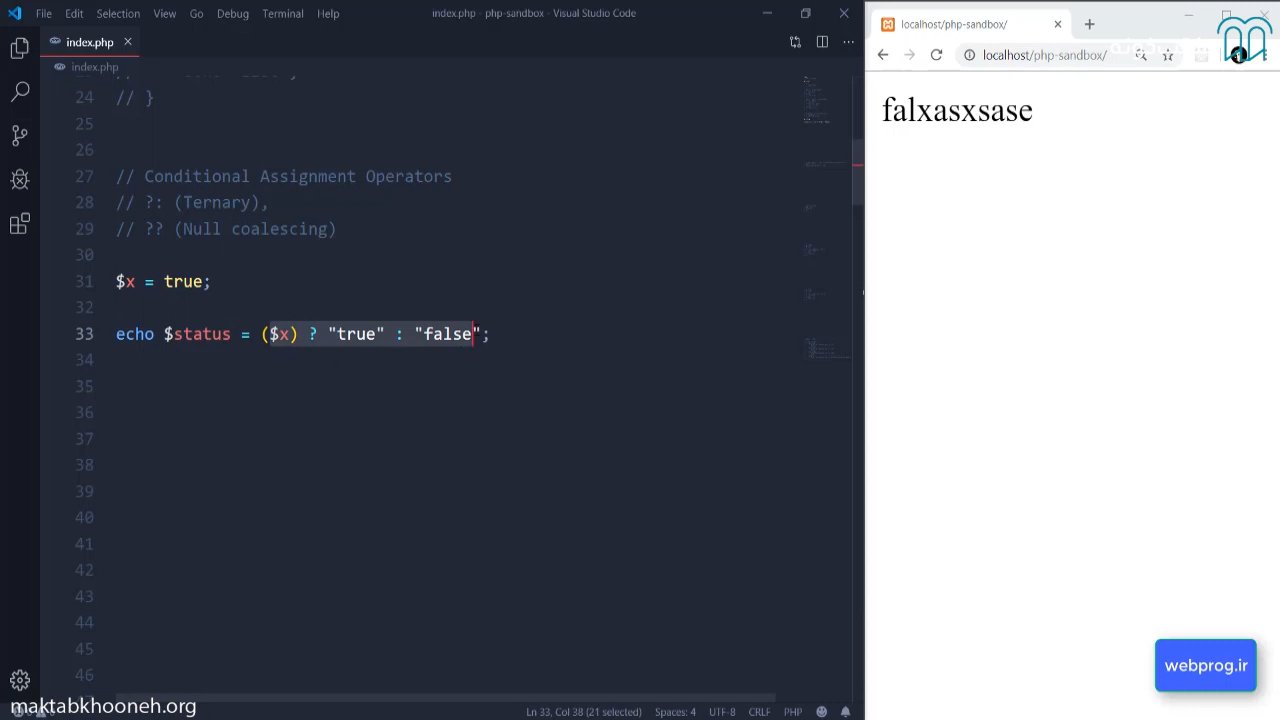 File Edit Selection View Go Debug Terminal Help
index.php - php-sandbox - Visual Studio Code
index.php
index.php
24 // }
25
26
27 // Conditional Assignment Operators
28 // ?: (Ternary),
29 // ?? (Null coalescing)
30
31 $x = true;
32
33 echo $status = ($x) ? "true" : "false";
34
35
36
37
38
39
40
41
42
43
44
45
46
maktabkhooneh.org
Ln 33, Col 38 (21 selected) Spaces: 4 UTF-8 CRLF PHP
localhost/php-sandbox/
localhost/php-sandbox/
falxasxsase
webprog.ir